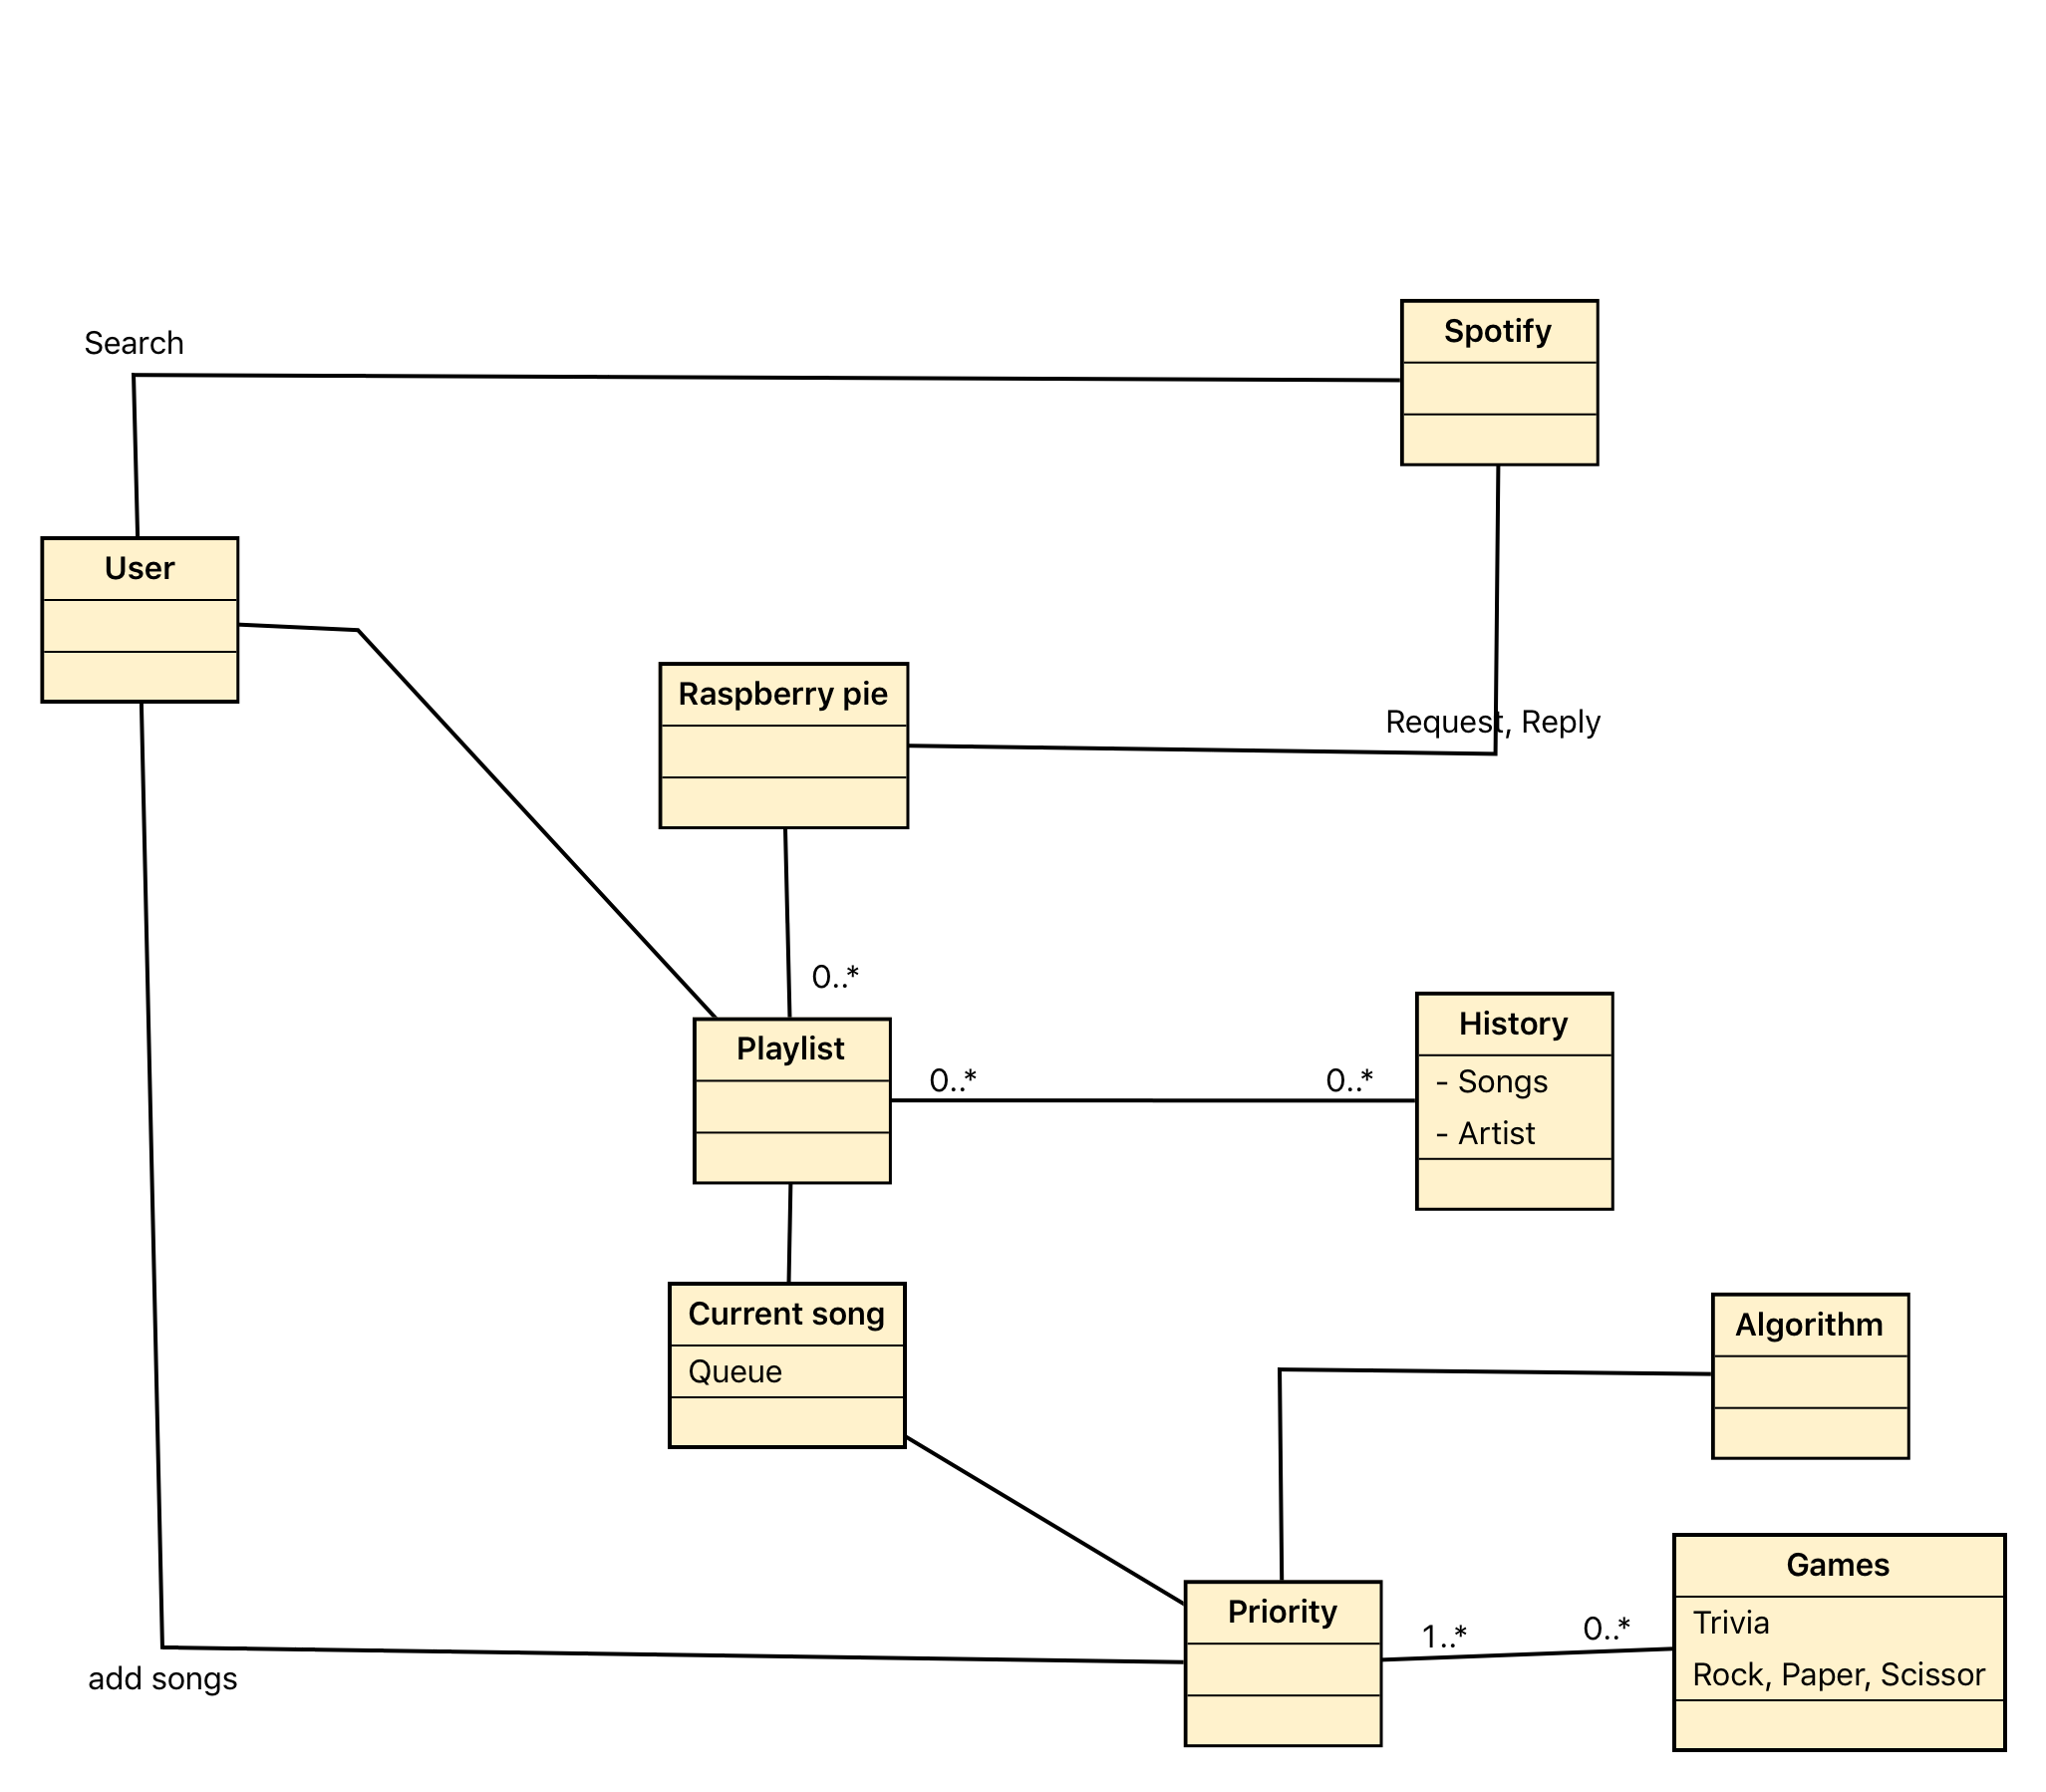 Spotify
Search
User
Raspberry pie
Request, Reply
0..*
Playlist
0..*
0..*
History
- Songs
- Artist
Current song
Queue
Algorithm
Games
Trivia
Rock, Paper, Scissor
Priority
1..*
0..*
add songs